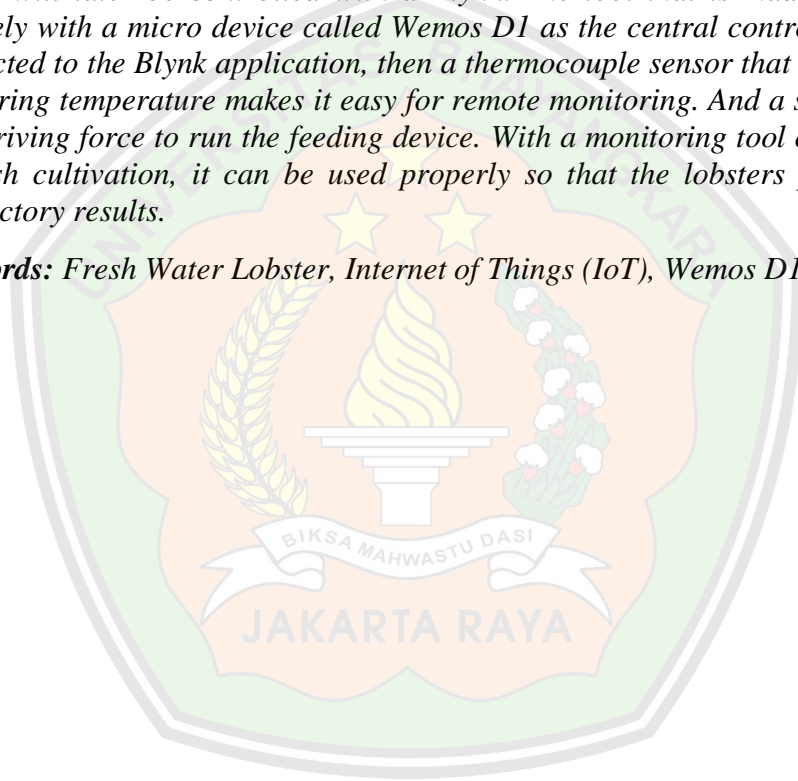 ely with a micro device called Wemos D1 as the central contro
cted to the Blynk application, then a thermocouple sensor that
ring temperature makes it easy for remote monitoring. And a s
riving force to run the feeding device. With a monitoring tool
sh cultivation, it can be used properly so that the lobsters p
ctory results.
ords: Fresh Water Lobster, Internet of Things (IoT), Wemos D1
UNIVERSITAS BHAYANGKARA
BIKSA MAHWASTU DASI
JAKARTA RAYA